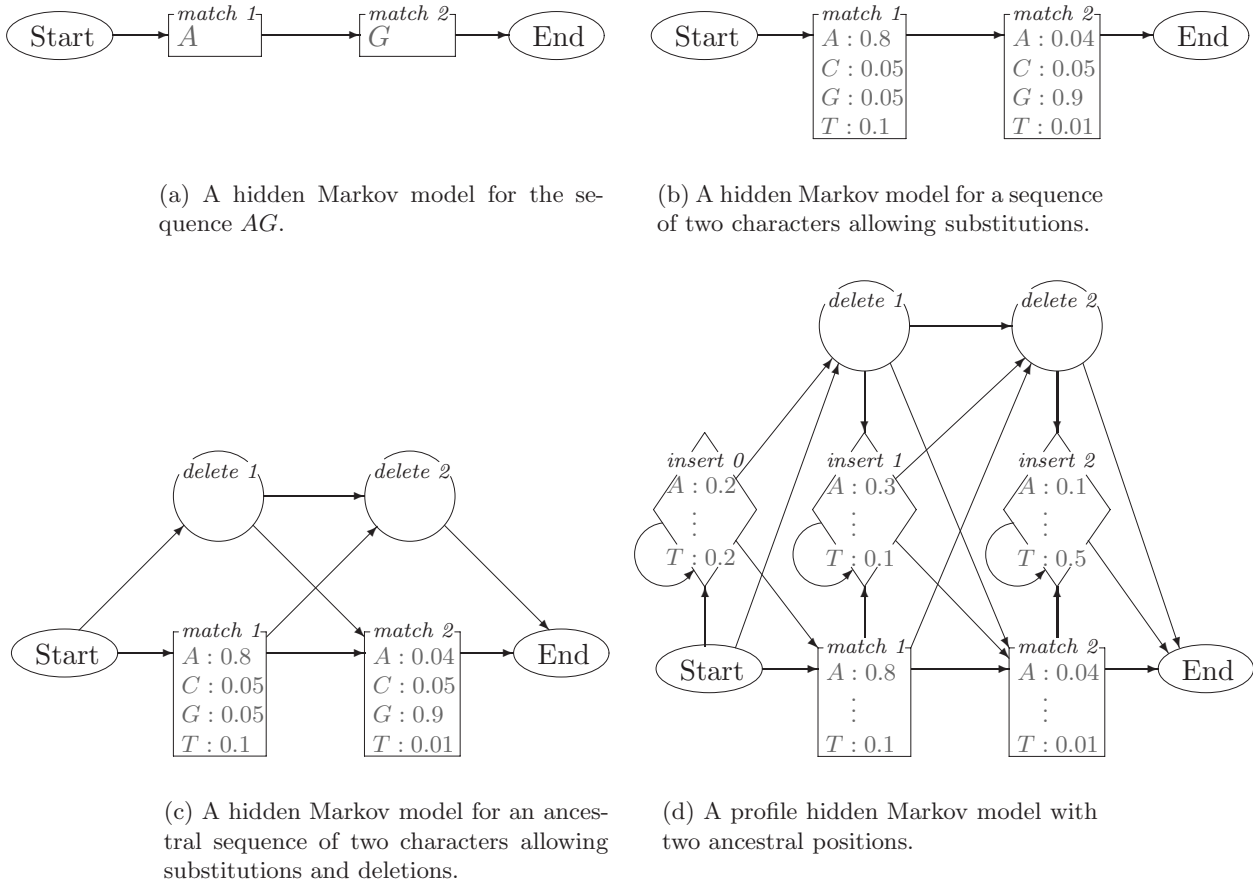 match 1
match 2
Start
A
G
End
(a) A hidden Markov model for the se-
quence AG.
match 1
match 2
Start
A : 0.8
A : 0.04
End
C : 0.05
C : 0.05
G : 0.05
G : 0.9
T : 0.1
T : 0.01
(b) A hidden Markov model for a sequence
of two characters allowing substitutions.
delete 1
delete 2
match 1
match 2
Start
A : 0.8
A : 0.04
End
C : 0.05
C : 0.05
G : 0.05
G : 0.9
T : 0.1
T : 0.01
(c) A hidden Markov model for an ances-
tral sequence of two characters allowing
substitutions and deletions.
delete 1
delete 2
insert 0
insert 1
insert 2
A : 0.2
A : 0.3
A : 0.1
⋮
⋮
⋮
T : 0.2
T : 0.1
T : 0.5
match 1
match 2
Start
A : 0.8
A : 0.04
End
⋮
⋮
T : 0.1
T : 0.01
(d) A profile hidden Markov model with
two ancestral positions.